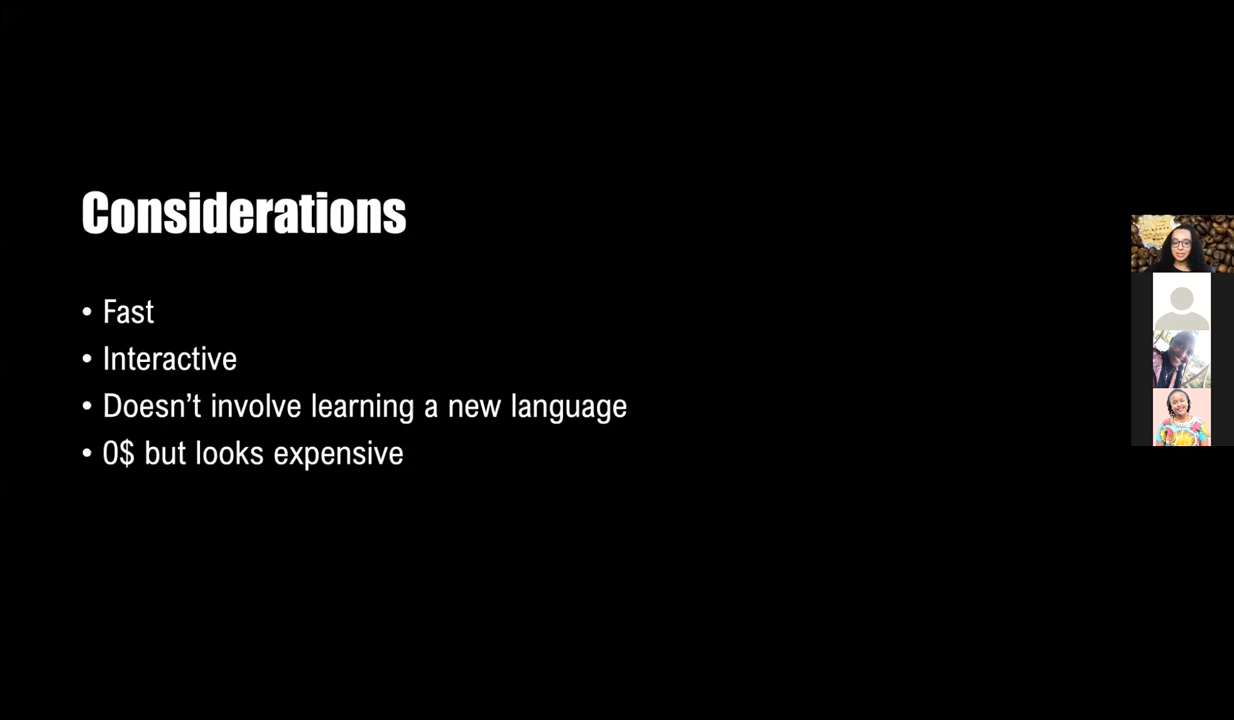 Considerations
• Fast
• Interactive
• Doesn’t involve learning a new language
• 0$ but looks expensive